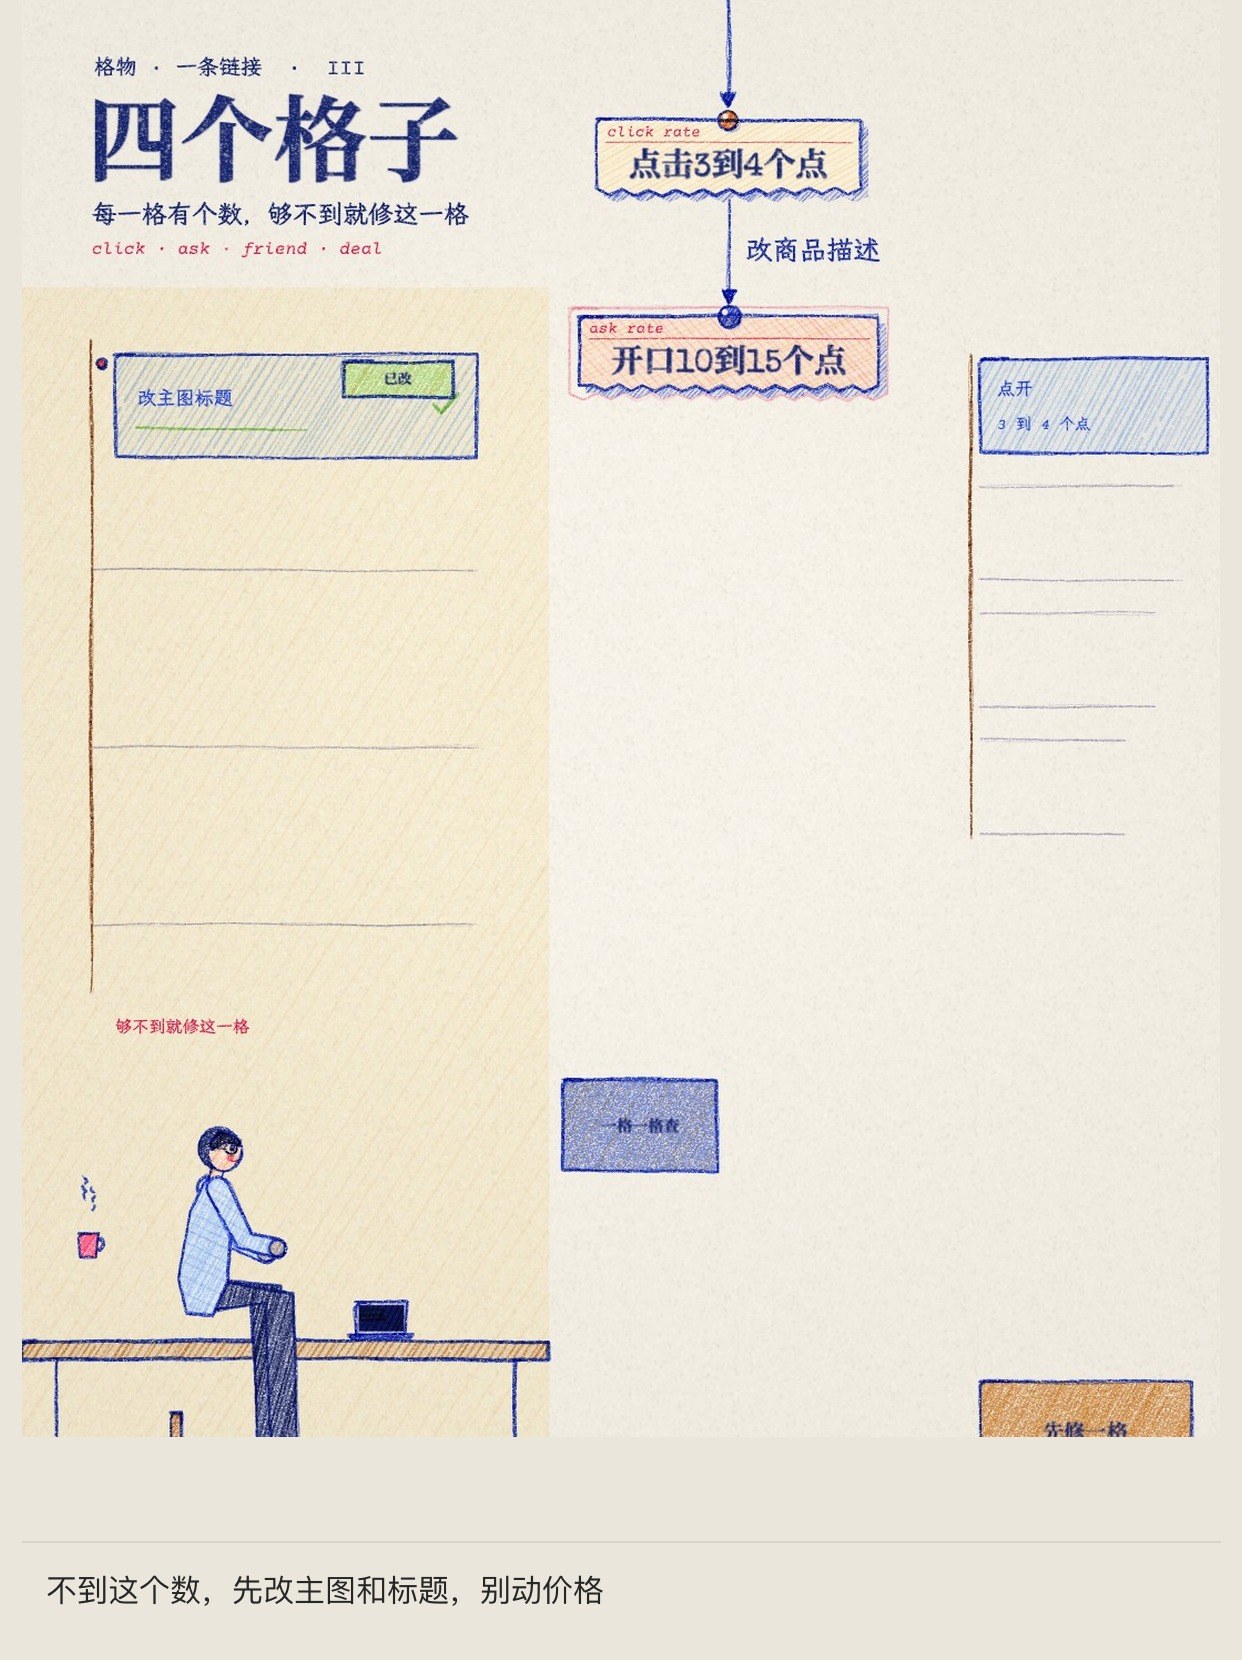 格物 · 一条链接 · III
四个格子
每一格有个数，够不到就修这一格
click · ask · friend · deal
click rate
点击3到4个点
改商品描述
ask rate
开口10到15个点
改主图标题
已改
点开
3 到 4 个点
够不到就修这一格
一格一格查
先修一格
不到这个数，先改主图和标题，别动价格